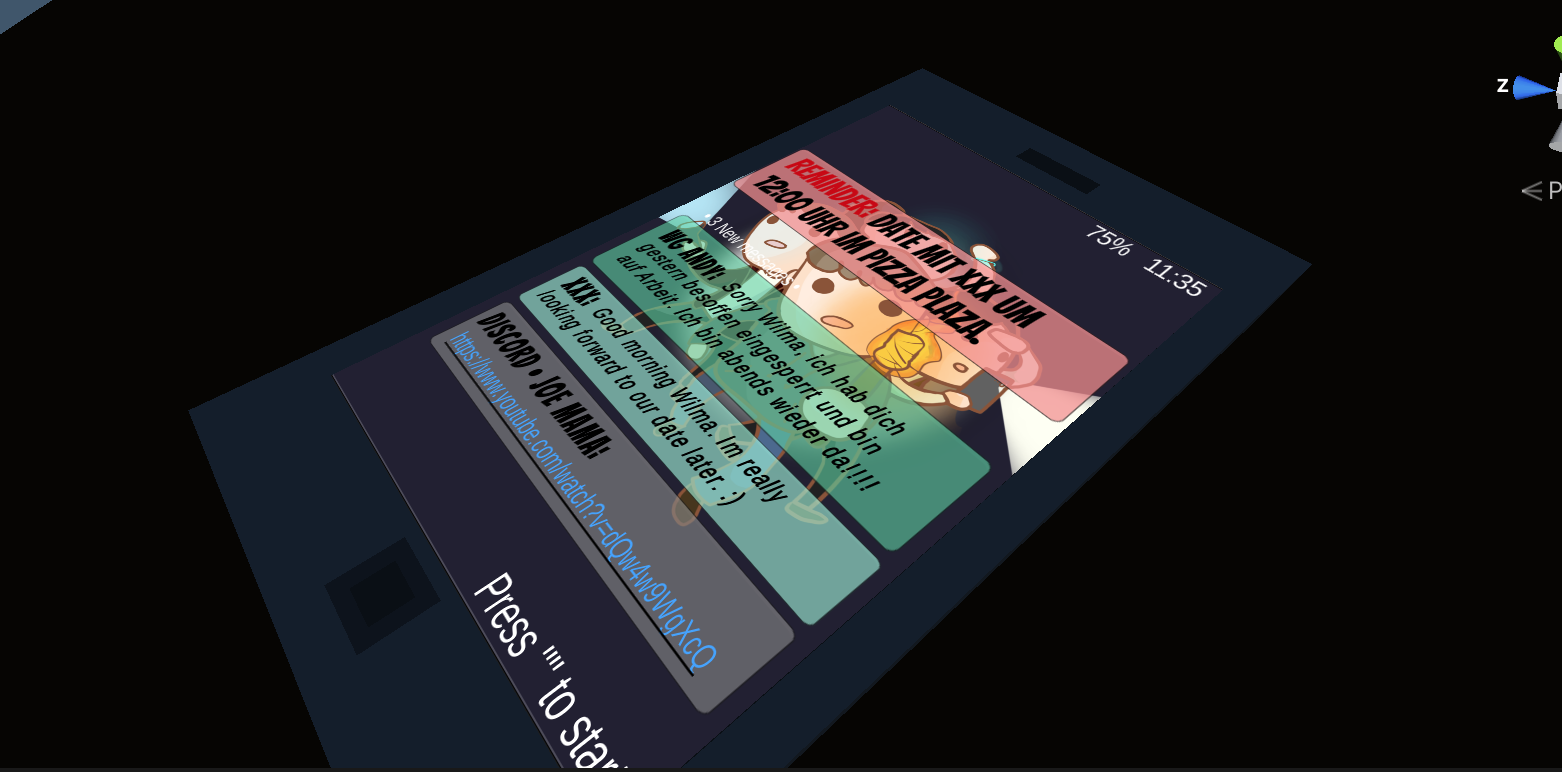 Z
P
75% 11:35
REMINDER: DATE MIT XXX UM
12:00 UHR IM PIZZA PLAZA.
• 3 New messages •
WG ANDY: Sorry Wilma, ich hab dich
gestern besoffen eingesperrt und bin
auf Arbeit. Ich bin abends wieder da!!!!
XXX: Good morning Wilma. Im really
looking forward to our date later. :)
DISCORD • JOE MAMA:
https://www.youtube.com/watch?v=dQw4w9WgXcQ
Press "" to star